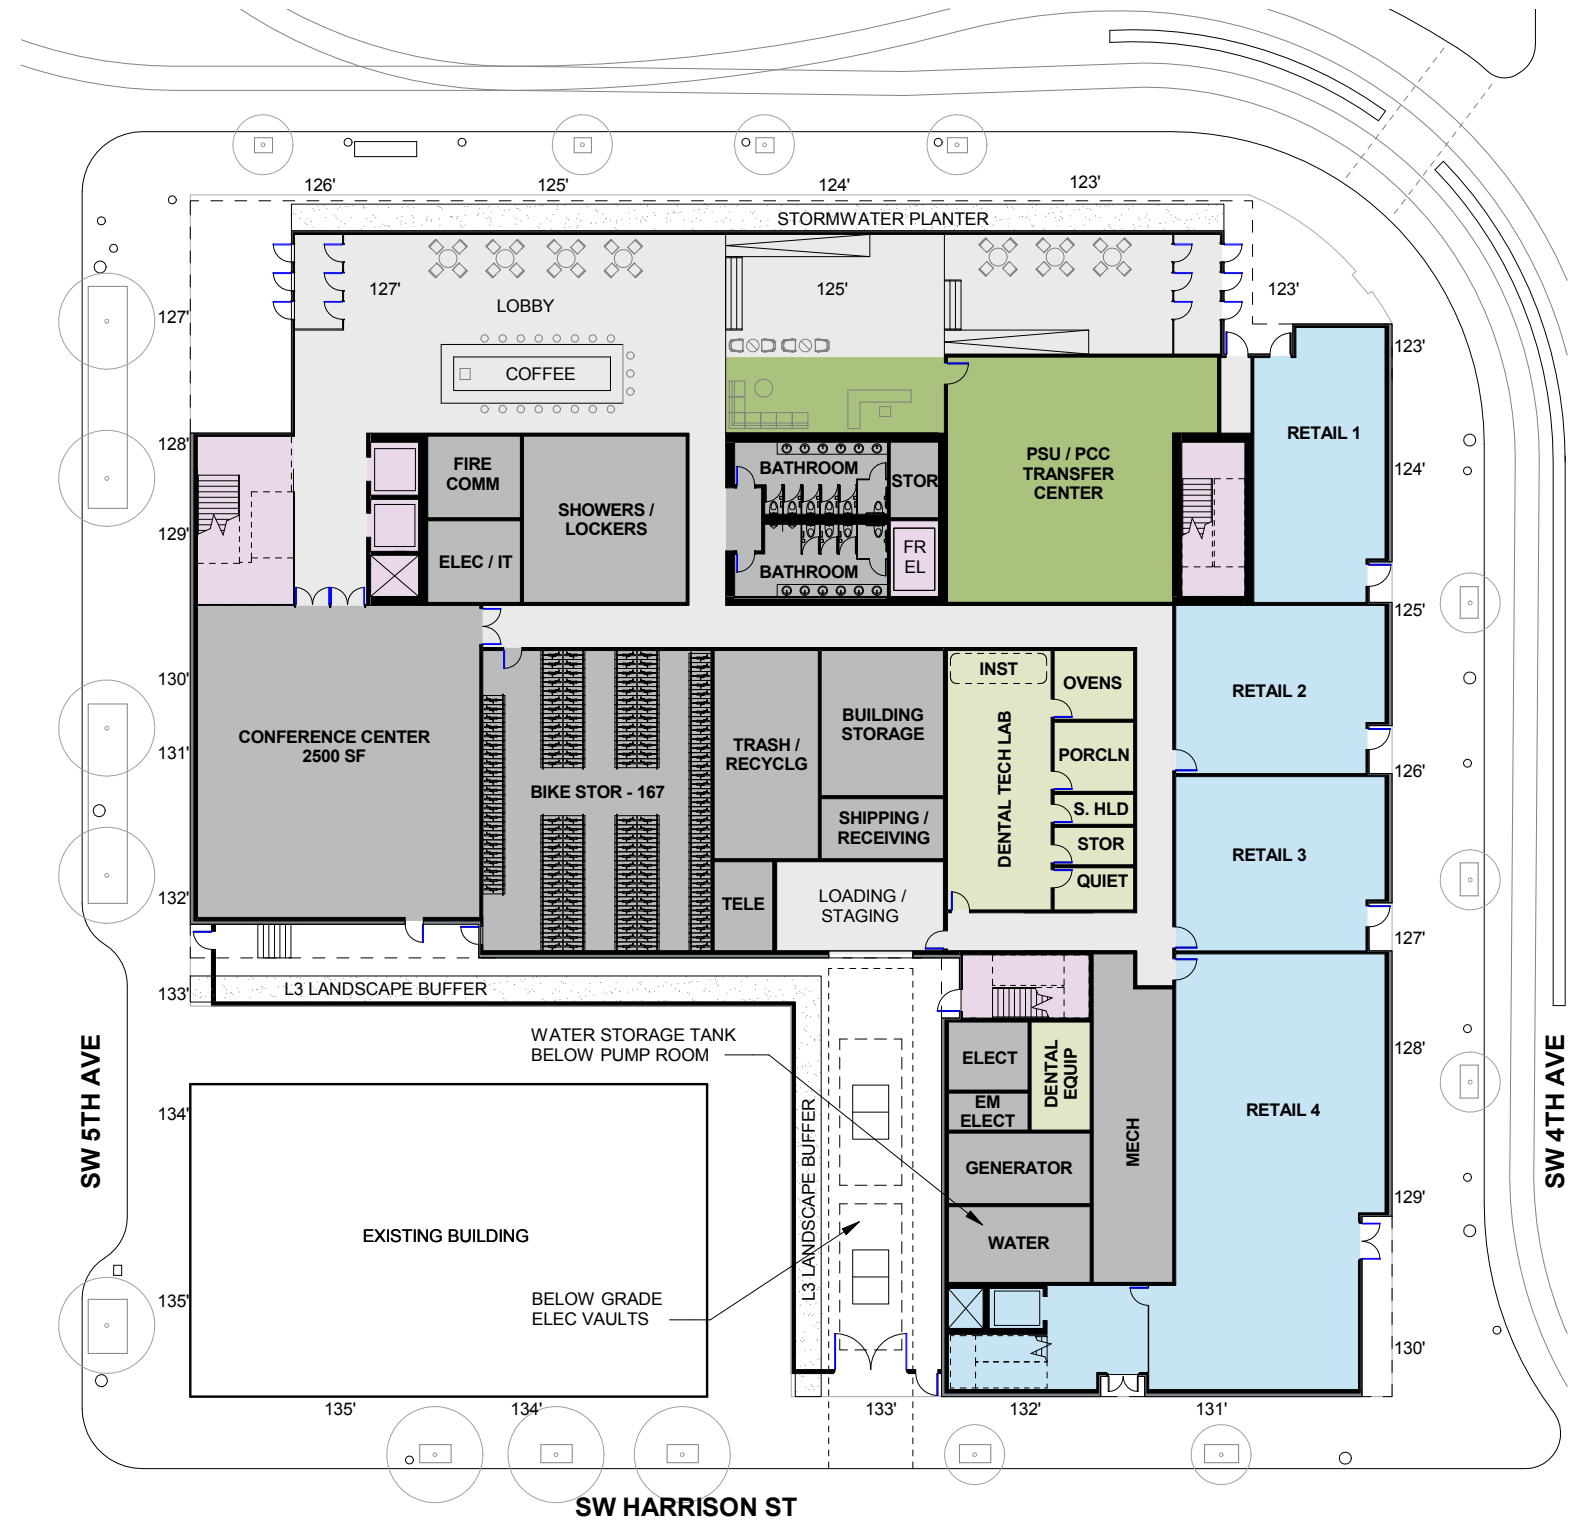 126'
125'
124'
123'
STORMWATER PLANTER
127'
LOBBY
125'
123'
127'
COFFEE
123'
128'
FIRE
COMM
SHOWERS /
LOCKERS
BATHROOM
STOR
PSU / PCC
TRANSFER
CENTER
RETAIL 1
124'
129'
ELEC / IT
BATHROOM
FR
EL
125'
130'
CONFERENCE CENTER
2500 SF
131'
BIKE STOR - 167
TRASH /
RECYCLG
BUILDING
STORAGE
SHIPPING /
RECEIVING
INST
DENTAL TECH LAB
OVENS
PORCLN
S. HLD
STOR
QUIET
RETAIL 2
126'
RETAIL 3
132'
TELE
LOADING /
STAGING
127'
133'
L3 LANDSCAPE BUFFER
WATER STORAGE TANK
BELOW PUMP ROOM
ELECT
DENTAL
EQUIP
EM
ELECT
MECH
128'
RETAIL 4
SW 5TH AVE
SW 4TH AVE
134'
L3 LANDSCAPE BUFFER
GENERATOR
129'
EXISTING BUILDING
WATER
135'
BELOW GRADE
ELEC VAULTS
130'
135'
134'
133'
132'
131'
SW HARRISON ST